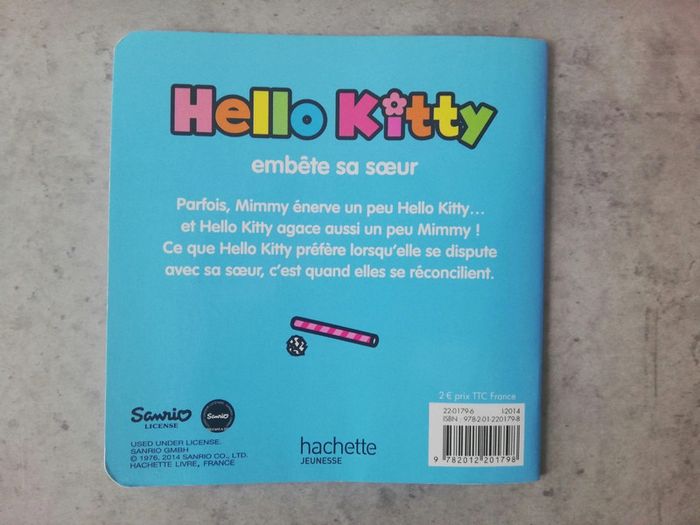 Hello Kitty
embête sa sœur
Parfois, Mimmy énerve un peu Hello Kitty...
et Hello Kitty agace aussi un peu Mimmy !
Ce que Hello Kitty préfère lorsqu'elle se dispute
avec sa sœur, c'est quand elles se réconcilient.
2 € prix TTC France
22-0179-6 I-2014
ISBN 978-2-01-220179-8
9 782012 201798
Sanrio
LICENSE
Sanrio
USED UNDER LICENSE.
SANRIO GMBH
© 1976, 2014 SANRIO CO., LTD.
HACHETTE LIVRE, FRANCE
hachette
JEUNESSE